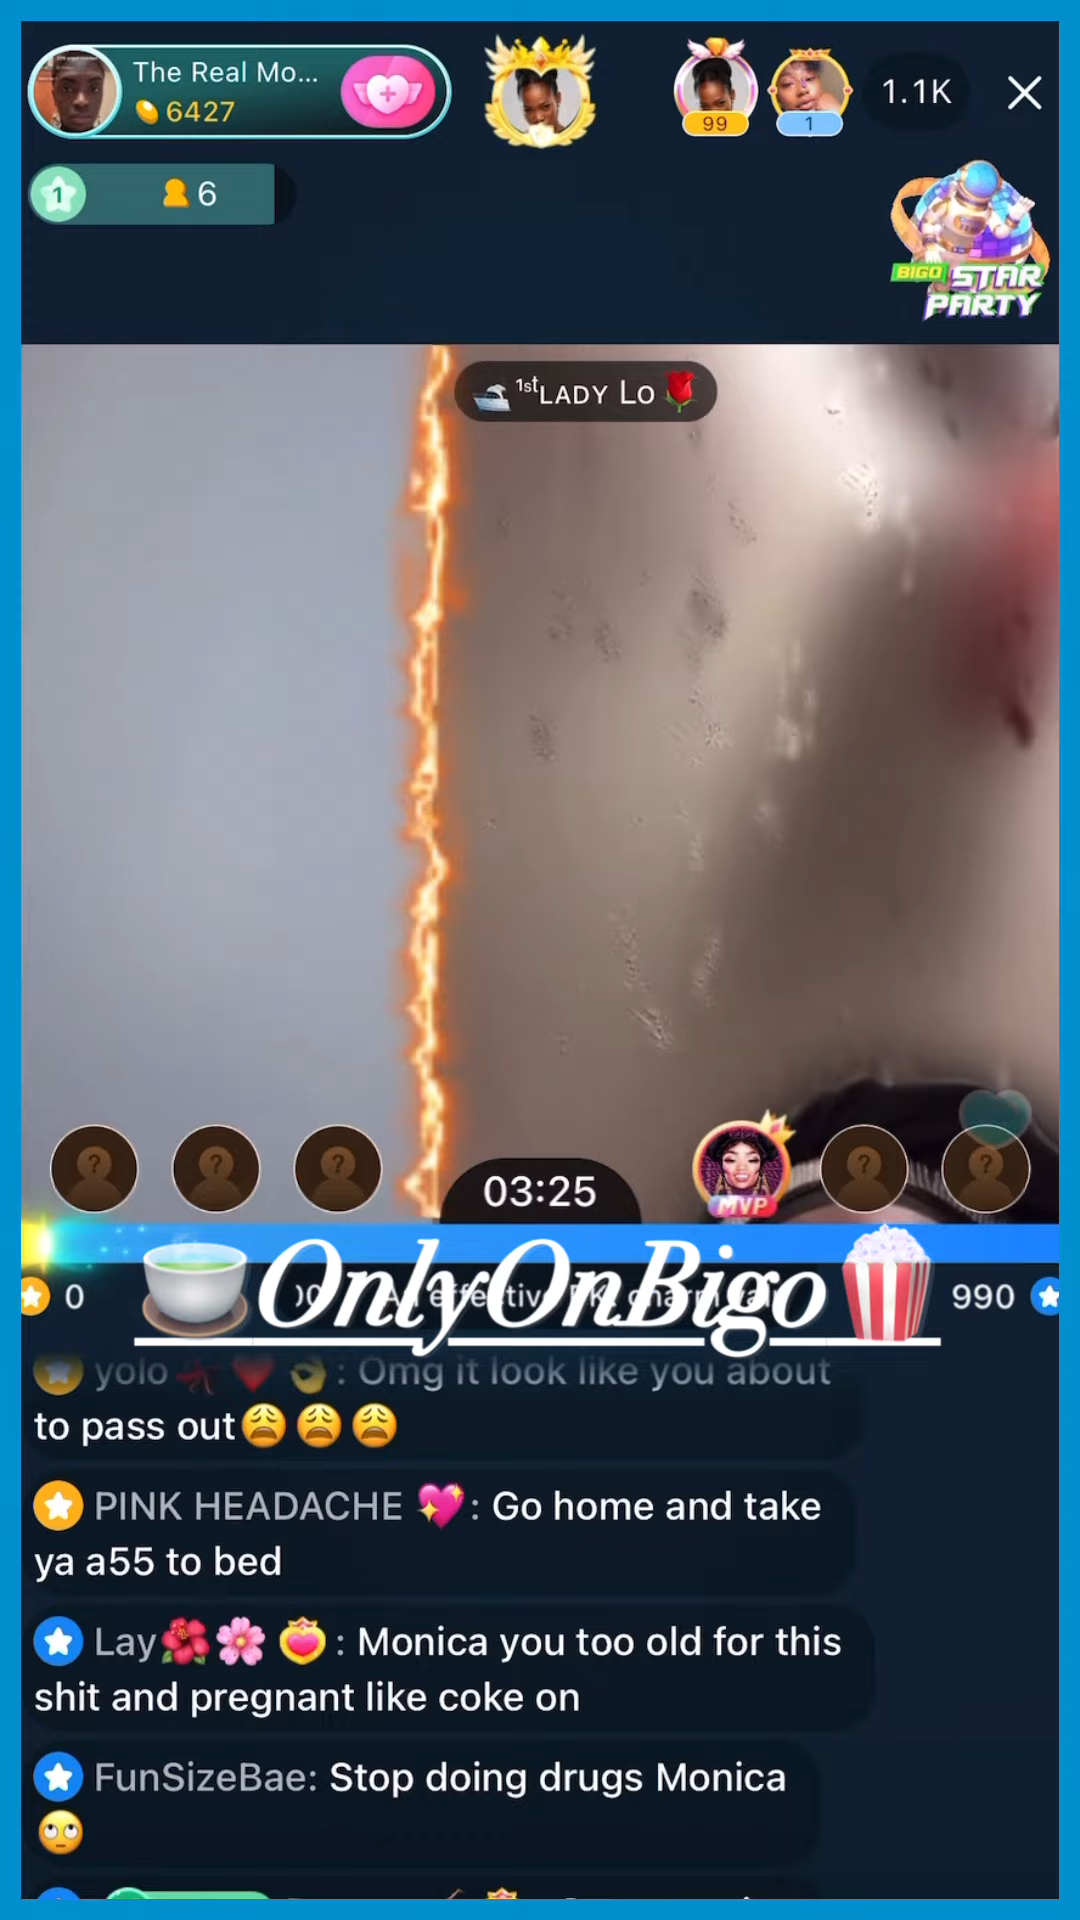 The Real Mo...
6427
99
1
1.1K
1
6
BIGO STAR
PARTY
1st LADY LO
MVP
03:25
OnlyOnBigo
0
990
yolo : Omg it look like you about
to pass out😩😩😩
PINK HEADACHE 💖: Go home and take
ya a55 to bed
Lay🌺🌸 : Monica you too old for this
shit and pregnant like coke on
FunSizeBae: Stop doing drugs Monica
🙄